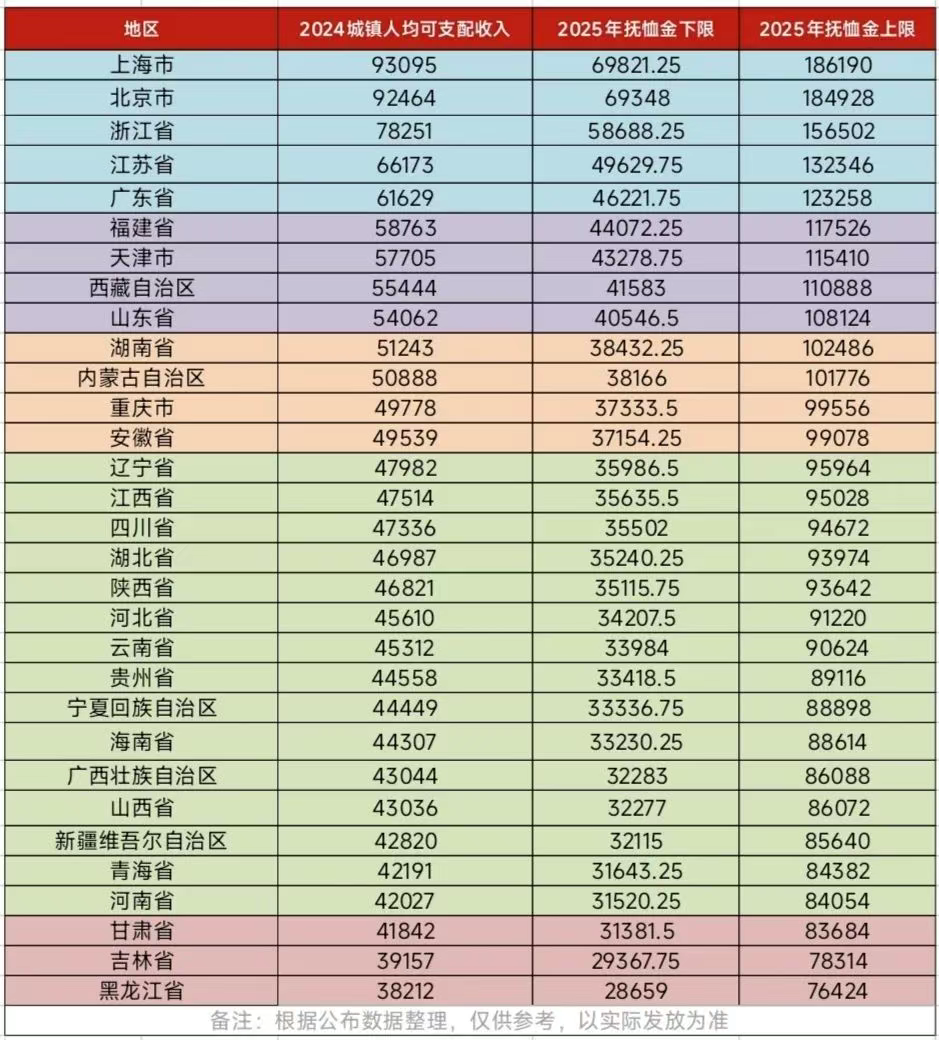 地区 2024城镇人均可支配收入 2025年抚恤金下限 2025年抚恤金上限
上海市 93095 69821.25 186190
北京市 92464 69348 184928
浙江省 78251 58688.25 156502
江苏省 66173 49629.75 132346
广东省 61629 46221.75 123258
福建省 58763 44072.25 117526
天津市 57705 43278.75 115410
西藏自治区 55444 41583 110888
山东省 54062 40546.5 108124
湖南省 51243 38432.25 102486
内蒙古自治区 50888 38166 101776
重庆市 49778 37333.5 99556
安徽省 49539 37154.25 99078
辽宁省 47982 35986.5 95964
江西省 47514 35635.5 95028
四川省 47336 35502 94672
湖北省 46987 35240.25 93974
陕西省 46821 35115.75 93642
河北省 45610 34207.5 91220
云南省 45312 33984 90624
贵州省 44558 33418.5 89116
宁夏回族自治区 44449 33336.75 88898
海南省 44307 33230.25 88614
广西壮族自治区 43044 32283 86088
山西省 43036 32277 86072
新疆维吾尔自治区 42820 32115 85640
青海省 42191 31643.25 84382
河南省 42027 31520.25 84054
甘肃省 41842 31381.5 83684
吉林省 39157 29367.75 78314
黑龙江省 38212 28659 76424
备注：根据公布数据整理，仅供参考，以实际发放为准